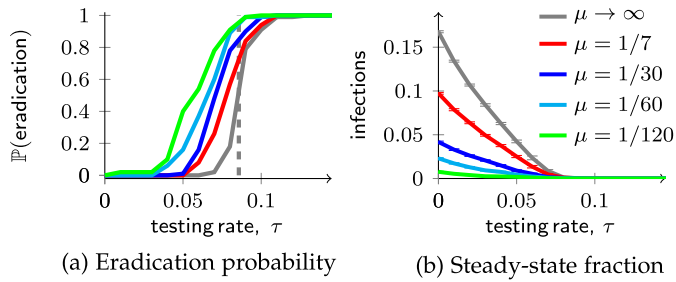 1
0.8
0.6
0.4
0.2
0
ℙ(eradication)
0
0.05
0.1
testing rate, τ
(a) Eradication probability
0.15
0.1
0.05
0
infections
0
0.05
0.1
testing rate, τ
μ → ∞
μ = 1/7
μ = 1/30
μ = 1/60
μ = 1/120
(b) Steady-state fraction